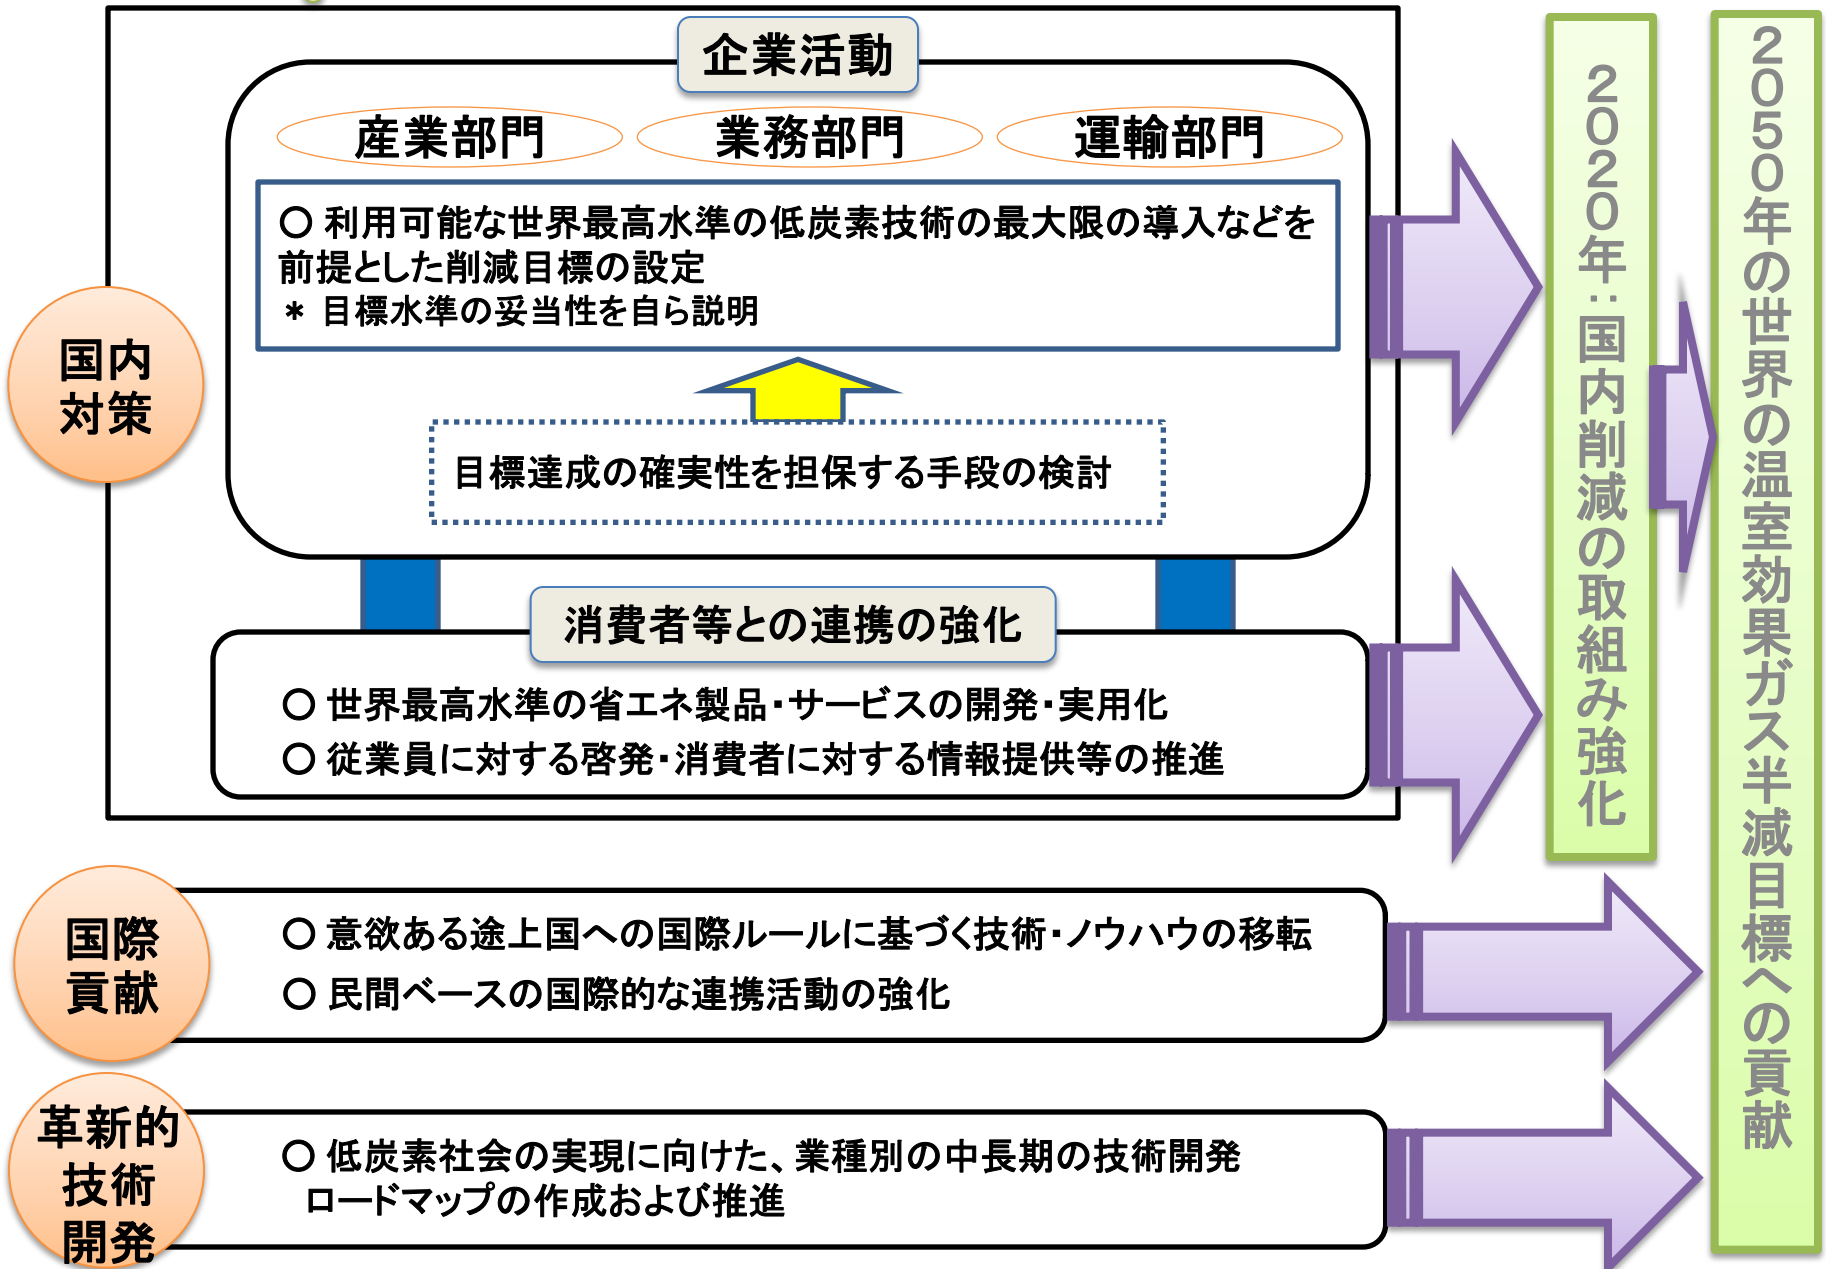 企業活動
産業部門
業務部門
運輸部門
○ 利用可能な世界最高水準の低炭素技術の最大限の導入などを
前提とした削減目標の設定
＊ 目標水準の妥当性を自ら説明
国内
対策
目標達成の確実性を担保する手段の検討
消費者等との連携の強化
○ 世界最高水準の省エネ製品・サービスの開発・実用化
○ 従業員に対する啓発・消費者に対する情報提供等の推進
国際
貢献
○ 意欲ある途上国への国際ルールに基づく技術・ノウハウの移転
○ 民間ベースの国際的な連携活動の強化
革新的
技術
開発
○ 低炭素社会の実現に向けた、業種別の中長期の技術開発
ロードマップの作成および推進
２０２０年：国内削減の取組み強化
２０５０年の世界の温室効果ガス半減目標への貢献